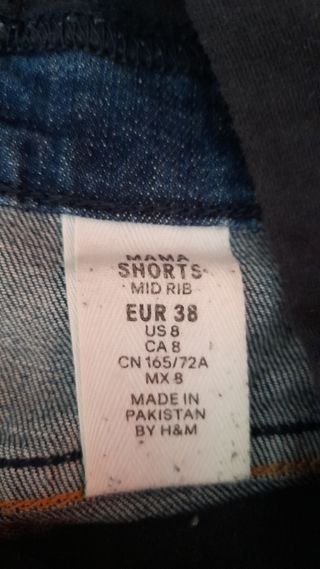 MAMA
SHORTS
MID RIB
EUR 38
US 8
CA 8
CN 165/72A
MX 8
MADE IN
PAKISTAN
BY H&M